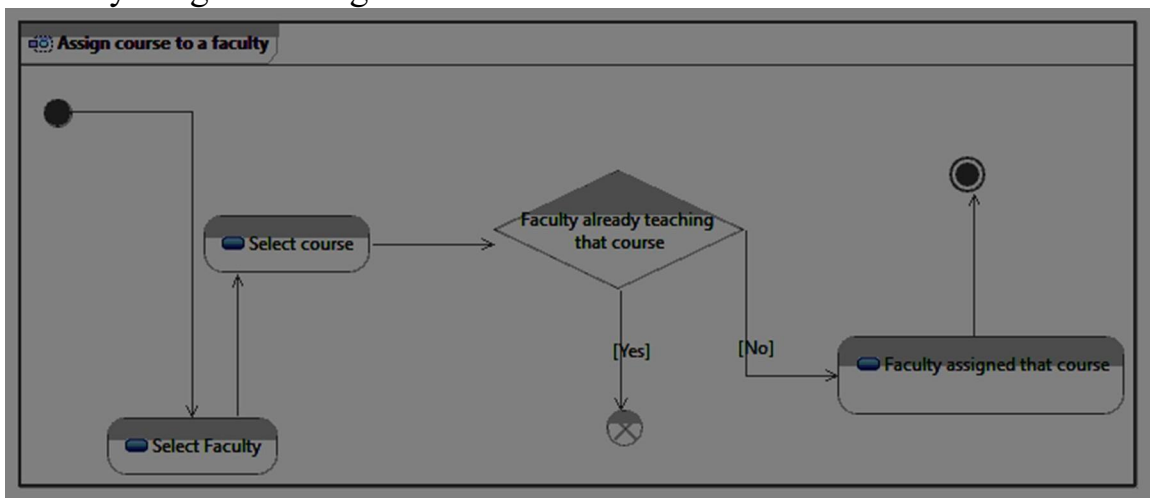 Assign course to a faculty
Faculty already teaching
that course
Select course
[Yes]
[No]
Faculty assigned that course
Select Faculty